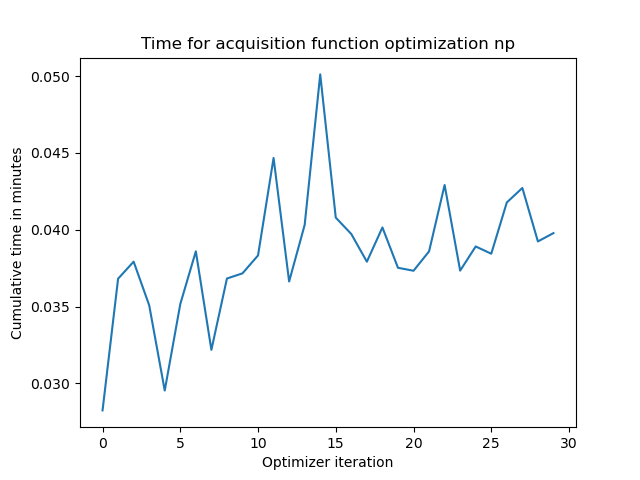 Time for acquisition function optimization np
0.050
0.045
0.040
0.035
0.030
Cumulative time in minutes
0 5 10 15 20 25 30
Optimizer iteration